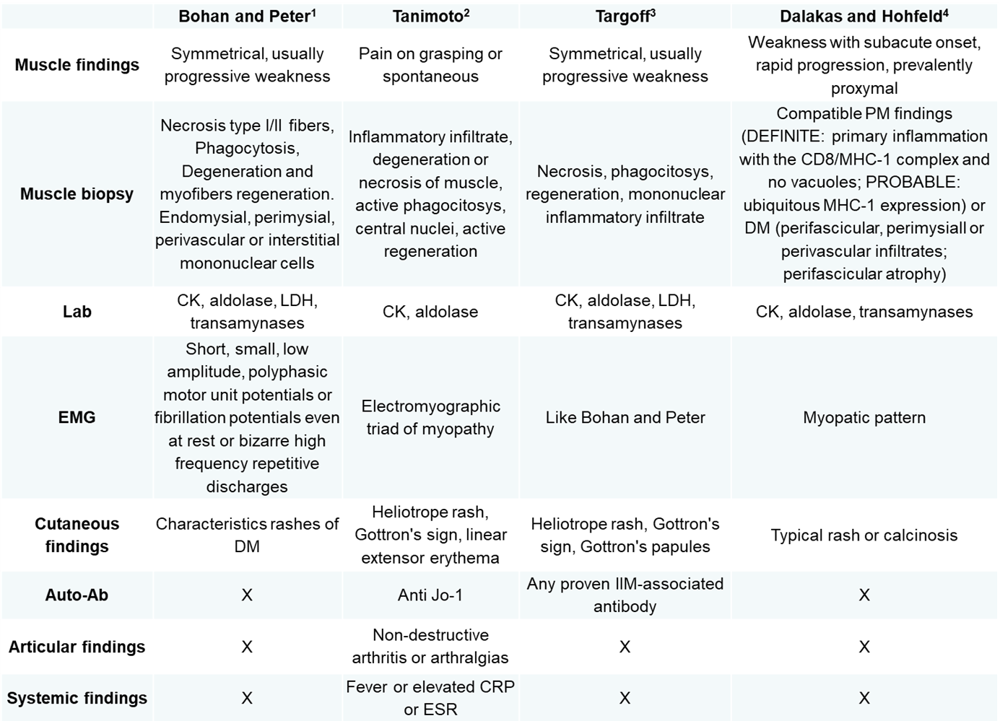 Bohan and Peter¹ Tanimoto² Targoff³ Dalakas and Hohfeld⁴
Muscle findings
Symmetrical, usually
progressive weakness
Pain on grasping or
spontaneous
Symmetrical, usually
progressive weakness
Weakness with subacute onset,
rapid progression, prevalently
proxymal
Muscle biopsy
Necrosis type I/II fibers,
Phagocytosis,
Degeneration and
myofibers regeneration.
Endomysial, perimysial,
perivascular or interstitial
mononuclear cells
Inflammatory infiltrate,
degeneration or
necrosis of muscle,
active phagocitosys,
central nuclei, active
regeneration
Necrosis, phagocitosys,
regeneration, mononuclear
inflammatory infiltrate
Compatible PM findings
(DEFINITE: primary inflammation
with the CD8/MHC-1 complex and
no vacuoles; PROBABLE:
ubiquitous MHC-1 expression) or
DM (perifascicular, perimysiall or
perivascular infiltrates;
perifascicular atrophy)
Lab
CK, aldolase, LDH,
transamynases
CK, aldolase
CK, aldolase, LDH,
transamynases
CK, aldolase, transamynases
EMG
Short, small, low
amplitude, polyphasic
motor unit potentials or
fibrillation potentials even
at rest or bizarre high
frequency repetitive
discharges
Electromyographic
triad of myopathy
Like Bohan and Peter
Myopatic pattern
Cutaneous
findings
Characteristics rashes of
DM
Heliotrope rash,
Gottron's sign, linear
extensor erythema
Heliotrope rash, Gottron's
sign, Gottron's papules
Typical rash or calcinosis
Auto-Ab
X
Anti Jo-1
Any proven IIM-associated
antibody
X
Articular findings
X
Non-destructive
arthritis or arthralgias
X
X
Systemic findings
X
Fever or elevated CRP
or ESR
X
X